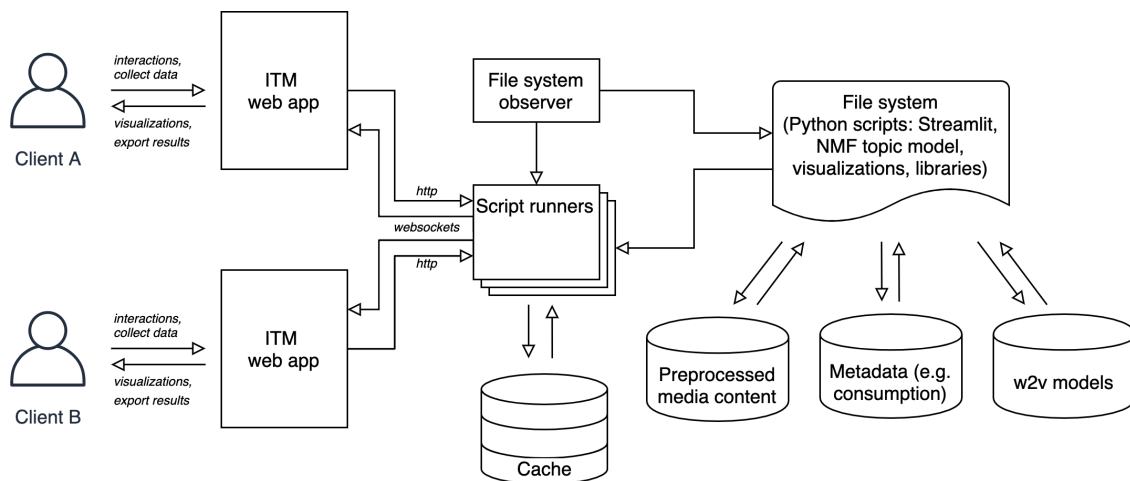 interactions,
collect data
visualizations,
export results
Client A
ITM
web app
http
websockets
http
File system
observer
Script runners
File system
(Python scripts: Streamlit,
NMF topic model,
visualizations, libraries)
interactions,
collect data
visualizations,
export results
Client B
ITM
web app
Cache
Preprocessed
media content
Metadata (e.g.
consumption)
w2v models